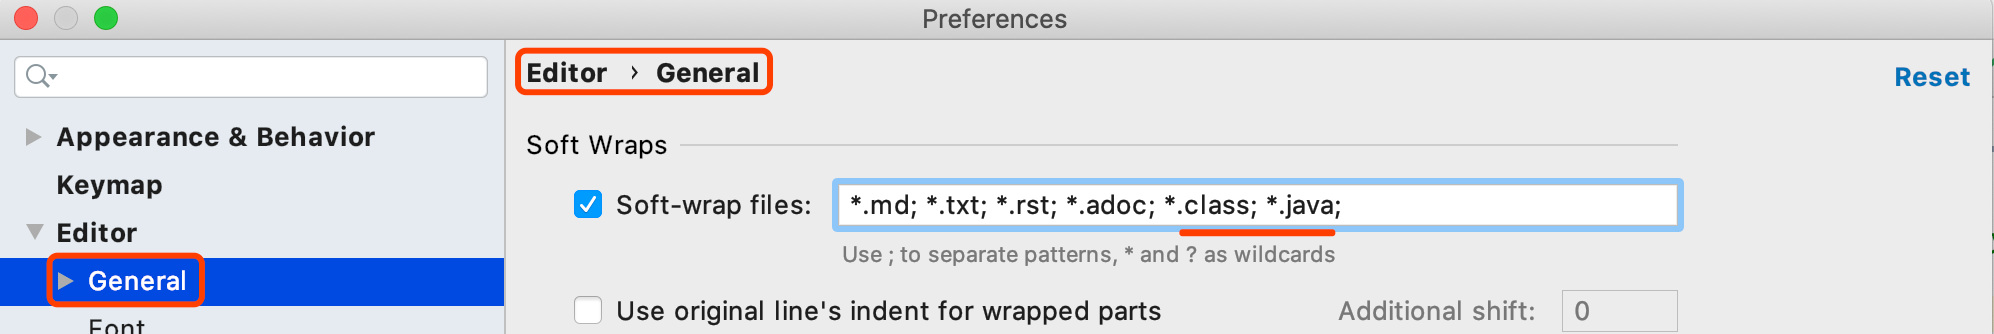 Preferences
Appearance & Behavior
Keymap
Editor
General
Font
Editor › General
Reset
Soft Wraps
Soft-wrap files: *.md; *.txt; *.rst; *.adoc; *.class; *.java;
Use ; to separate patterns, * and ? as wildcards
Use original line's indent for wrapped parts Additional shift: 0